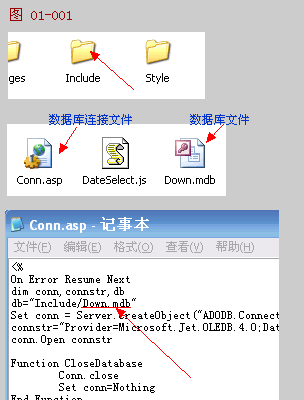 图 01-001
ges Include Style
数据库连接文件 数据库文件
Conn.asp DateSelect.js Down.mdb
Conn.asp - 记事本
文件(F) 编辑(E) 格式(O) 查看(V) 帮助(H)
<%
On Error Resume Next
dim conn,connstr,db
db="Include/Down.mdb"
Set conn = Server.CreateObject("ADODB.Connect
connstr="Provider=Microsoft.Jet.OLEDB.4.0;Dat
conn.Open connstr
Function CloseDatabase
Conn.close
Set conn=Nothing
End Function